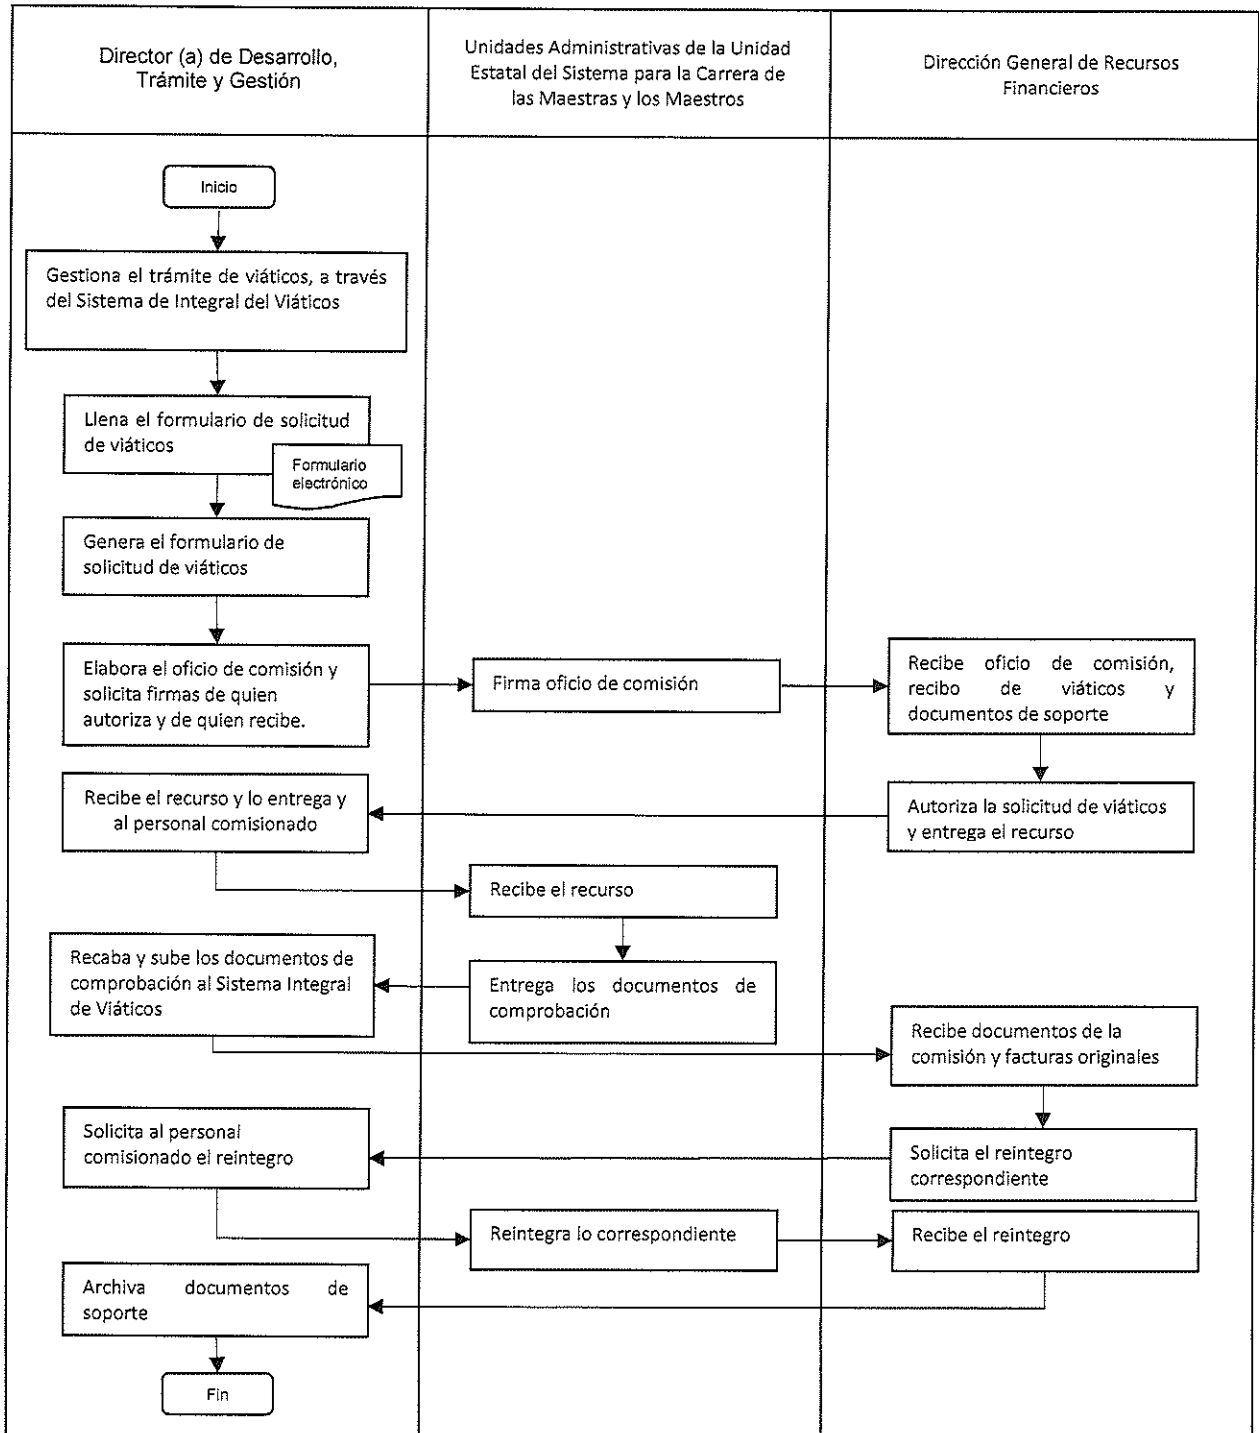 Director (a) de Desarrollo,
Trámite y Gestión
Unidades Administrativas de la Unidad
Estatal del Sistema para la Carrera de
las Maestras y los Maestros
Dirección General de Recursos
Financieros
Inicio
Gestiona el trámite de viáticos, a través
del Sistema de Integral del Viáticos
Llena el formulario de solicitud
de viáticos
Formulario
electrónico
Genera el formulario de
solicitud de viáticos
Elabora el oficio de comisión y
solicita firmas de quien
autoriza y de quien recibe.
Firma oficio de comisión
Recibe oficio de comisión,
recibo de viáticos y
documentos de soporte
Recibe el recurso y lo entrega y
al personal comisionado
Autoriza la solicitud de viáticos
y entrega el recurso
Recibe el recurso
Recaba y sube los documentos de
comprobación al Sistema Integral
de Viáticos
Entrega los documentos de
comprobación
Recibe documentos de la
comisión y facturas originales
Solicita al personal
comisionado el reintegro
Solicita el reintegro
correspondiente
Reintegra lo correspondiente
Recibe el reintegro
Archiva documentos de
soporte
Fin